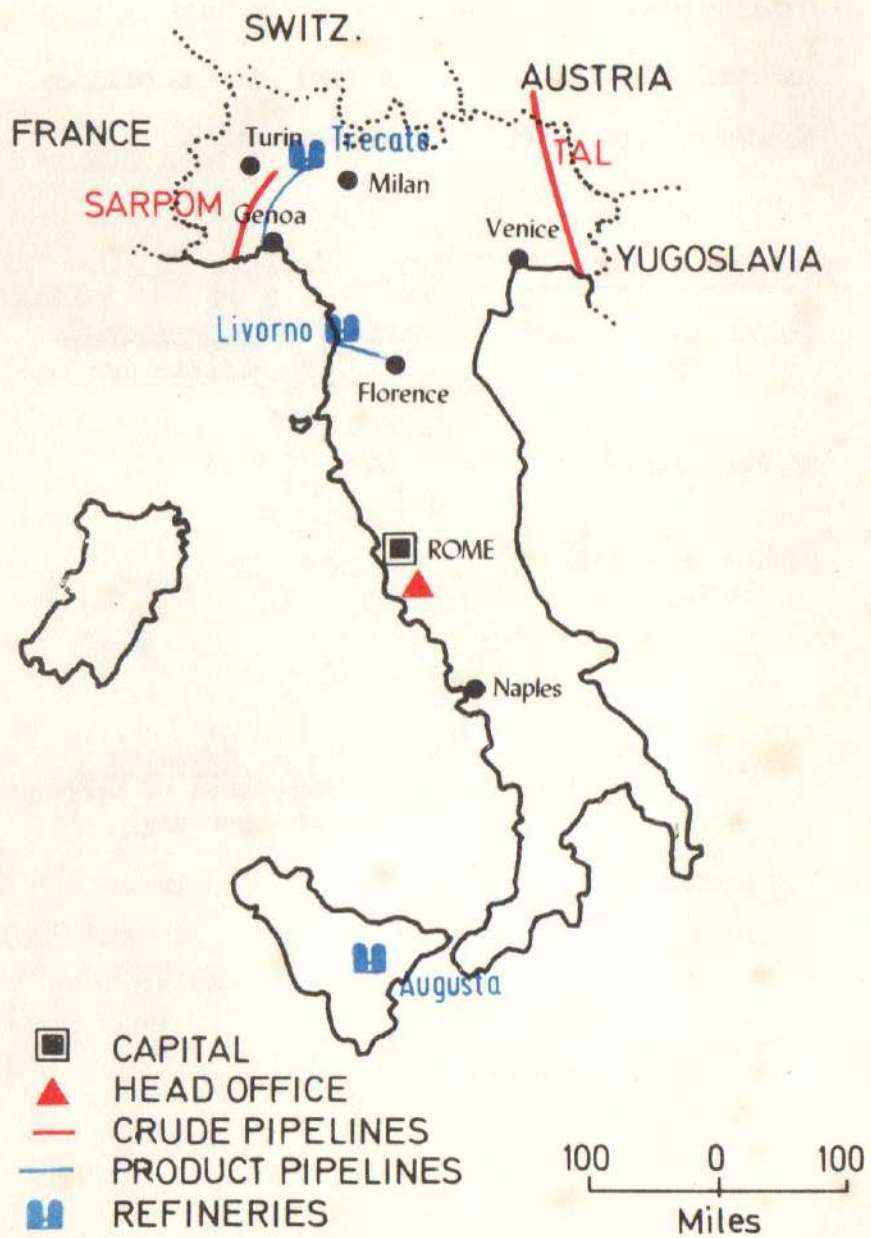 SWITZ.
AUSTRIA
FRANCE
Turin
Trecate
TAL
Milan
SARPOM
Genoa
Venice
YUGOSLAVIA
Livorno
Florence
ROME
Naples
Augusta
CAPITAL
HEAD OFFICE
CRUDE PIPELINES
PRODUCT PIPELINES
REFINERIES
100 0 100
Miles